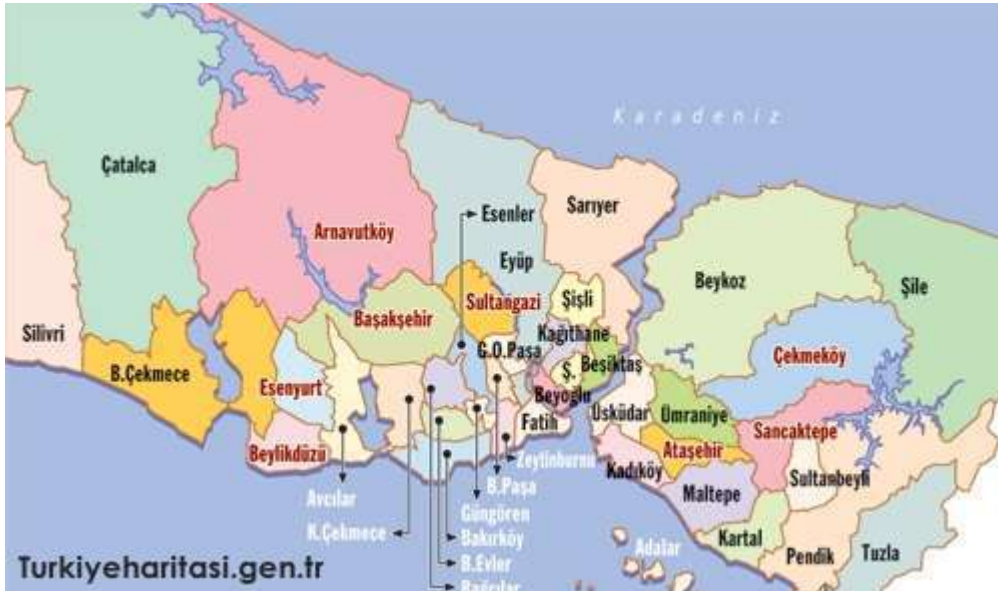 Karadeniz
Çatalca
Esenler
Sarıyer
Arnavutköy
Eyüp
Beykoz
Şile
Silivri
Başakşehir
Sultangazi
Şişli
Kağıthane
G.O.Paşa
Beşiktaş
Çekmeköy
B.Çekmece
Esenyurt
Ş.
Beyoğlu
Üsküdar
Ümraniye
Fatih
Sancaktepe
Beylikdüzü
Zeytinburnu
Kadıköy
Ataşehir
Sultanbeyli
Avcılar
B.Paşa
Maltepe
Güngören
K.Çekmece
Bakırköy
Kartal
Adalar
Pendik
Tuzla
B.Evler
Turkiyeharitasi.gen.tr
Bağcılar